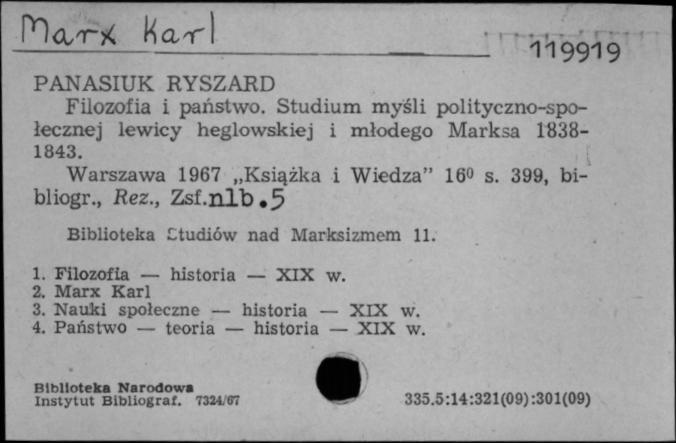 Marx Karl
119919
PANASIUK RYSZARD
Filozofia i państwo. Studium myśli polityczno-spo-
łecznej lewicy heglowskiej i młodego Marksa 1838-
1843.
Warszawa 1967 „Książka i Wiedza” 16⁰ s. 399, bi-
bliogr., Rez., Zsf.nlb.5
Biblioteka Studiów nad Marksizmem 11.
1. Filozofia — historia — XIX w.
2. Marx Karl
3. Nauki społeczne — historia — XIX w.
4. Państwo — teoria — historia — XIX w.
Biblioteka Narodowa
Instytut Bibliograf. 7324/67
335.5:14:321(09):301(09)